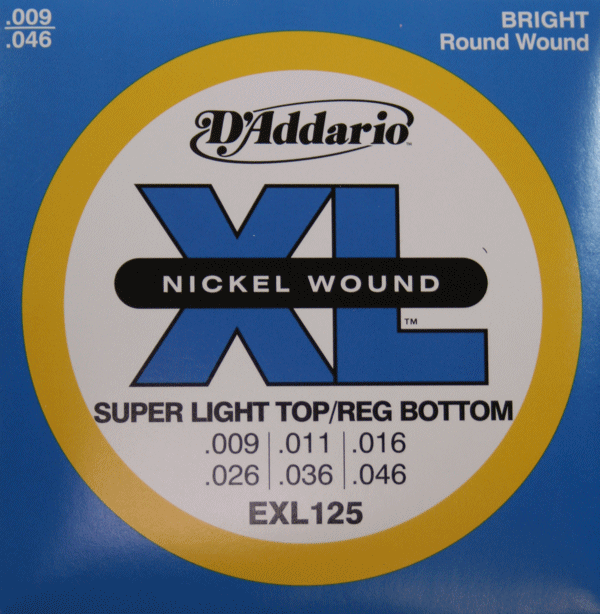 .009
.046
BRIGHT
Round Wound
D'Addario
XL
NICKEL WOUND
™
SUPER LIGHT TOP/REG BOTTOM
.009 .011 .016
.026 .036 .046
EXL125